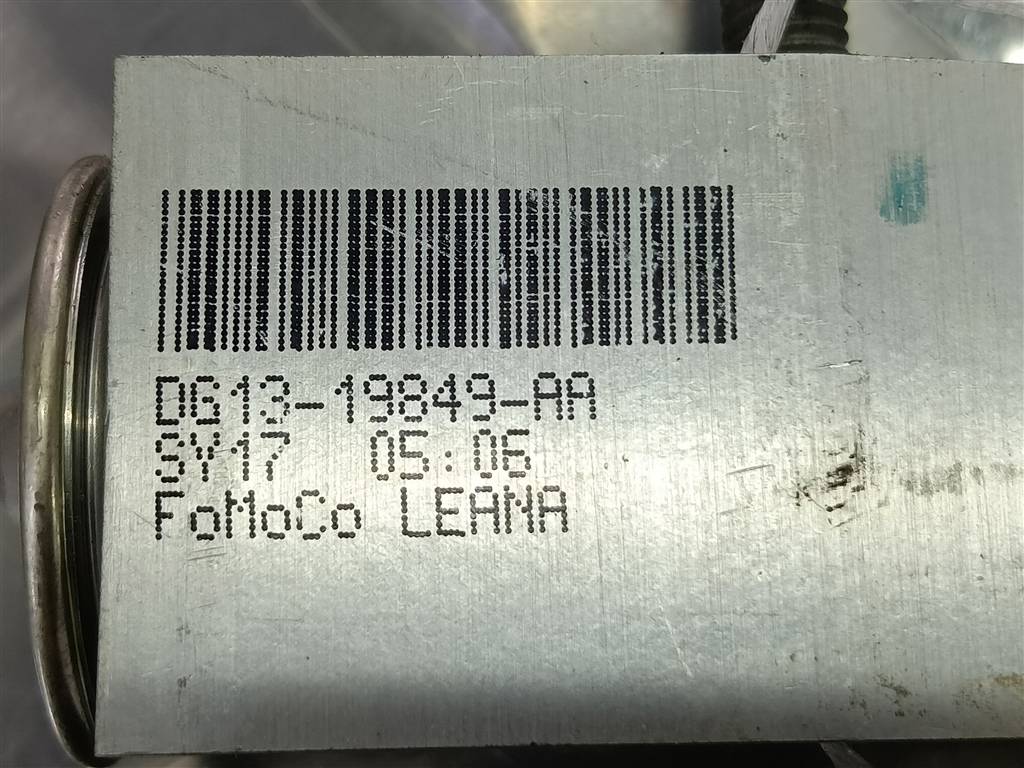 DG13-19849-AA
SY17 05:06
FoMoCo LEANA